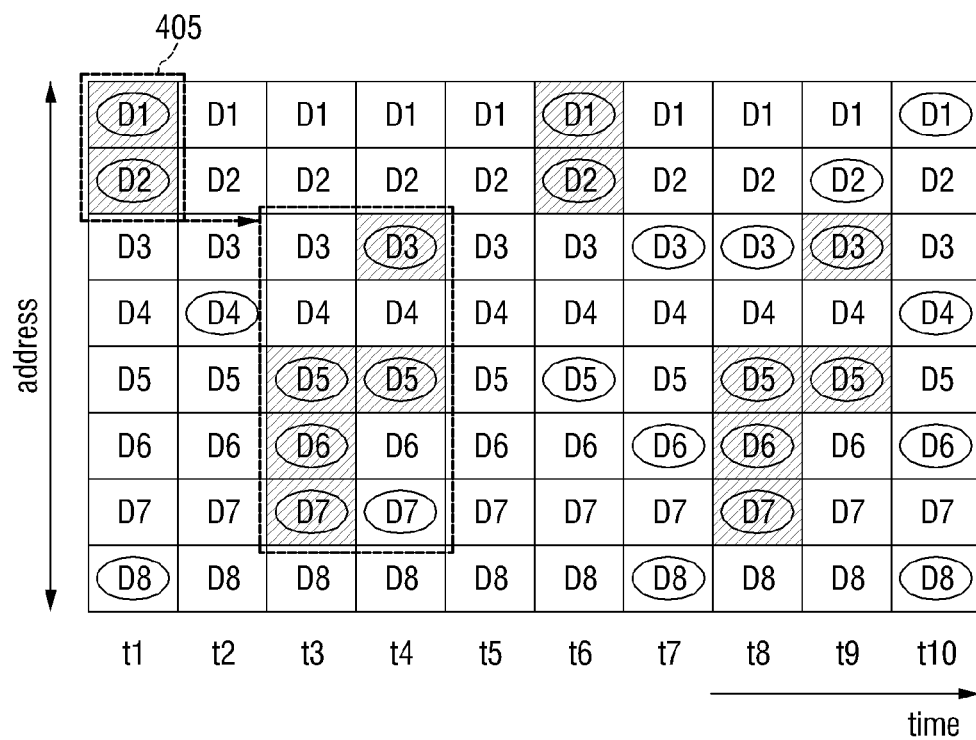 405
D1 D1 D1 D1 D1 D1 D1 D1 D1 D1
D2 D2 D2 D2 D2 D2 D2 D2 D2 D2
D3 D3 D3 D3 D3 D3 D3 D3 D3 D3
D4 D4 D4 D4 D4 D4 D4 D4 D4 D4
address
D5 D5 D5 D5 D5 D5 D5 D5 D5 D5
D6 D6 D6 D6 D6 D6 D6 D6 D6 D6
D7 D7 D7 D7 D7 D7 D7 D7 D7 D7
D8 D8 D8 D8 D8 D8 D8 D8 D8 D8
t1 t2 t3 t4 t5 t6 t7 t8 t9 t10
time